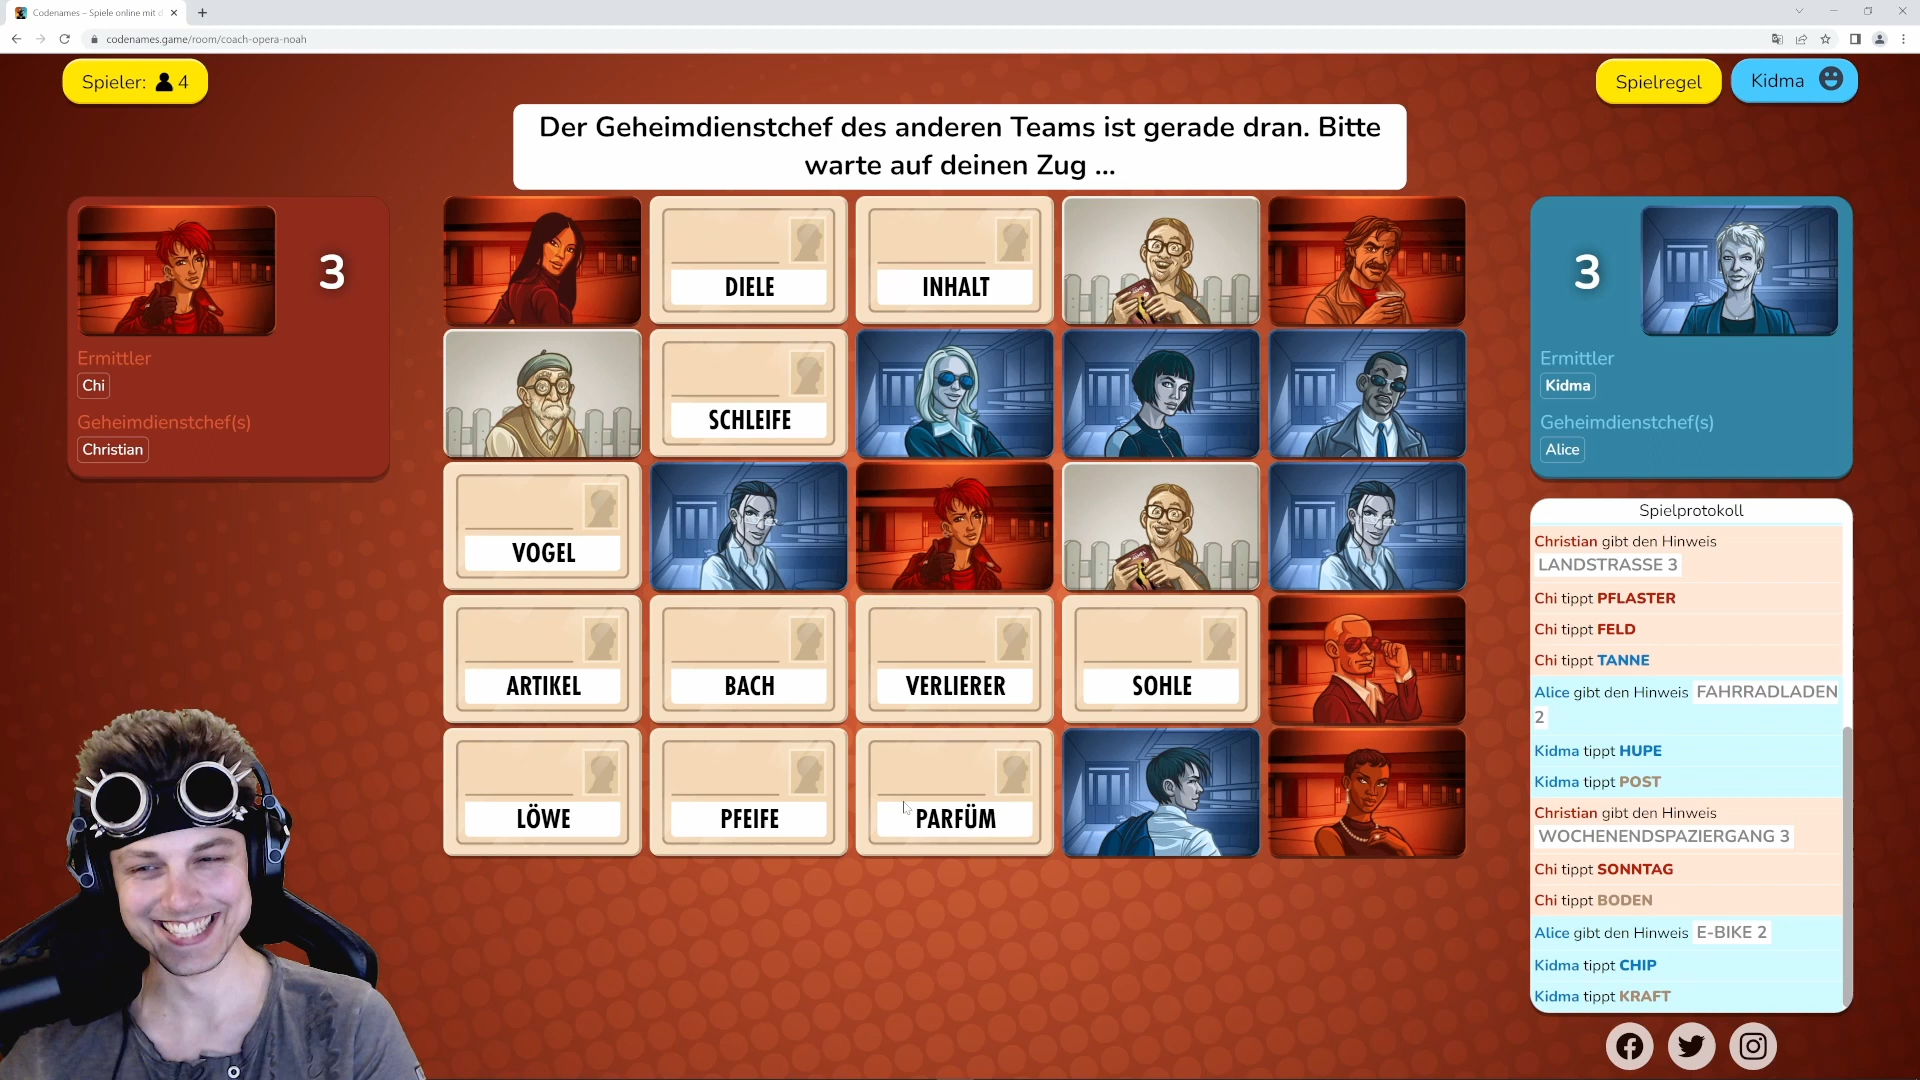 Codenames – Spiele online mit d
codenames.game/room/coach-opera-noah
Spieler: 4
Spielregel
Kidma
Der Geheimdienstchef des anderen Teams ist gerade dran. Bitte
warte auf deinen Zug ...
3
Ermittler
Chi
Geheimdienstchef(s)
Christian
DIELE
INHALT
SCHLEIFE
VOGEL
ARTIKEL
BACH
VERLIERER
SOHLE
LÖWE
PFEIFE
PARFÜM
3
Ermittler
Kidma
Geheimdienstchef(s)
Alice
Spielprotokoll
Christian gibt den Hinweis
LANDSTRASSE 3
Chi tippt PFLASTER
Chi tippt FELD
Chi tippt TANNE
Alice gibt den Hinweis FAHRRADLADEN
2
Kidma tippt HUPE
Kidma tippt POST
Christian gibt den Hinweis
WOCHENENDSPAZIERGANG 3
Chi tippt SONNTAG
Chi tippt BODEN
Alice gibt den Hinweis E-BIKE 2
Kidma tippt CHIP
Kidma tippt KRAFT